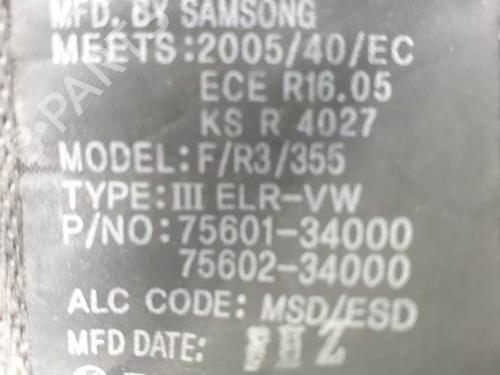 MFD. BY SAMSONG
MEETS:2005/40/EC
ECE R16.05
KS R 4027
MODEL: F/R3/355
TYPE: III ELR-VW
P/NO: 75601-34000
75602-34000
ALC CODE: MSD/ESD
MFD DATE: